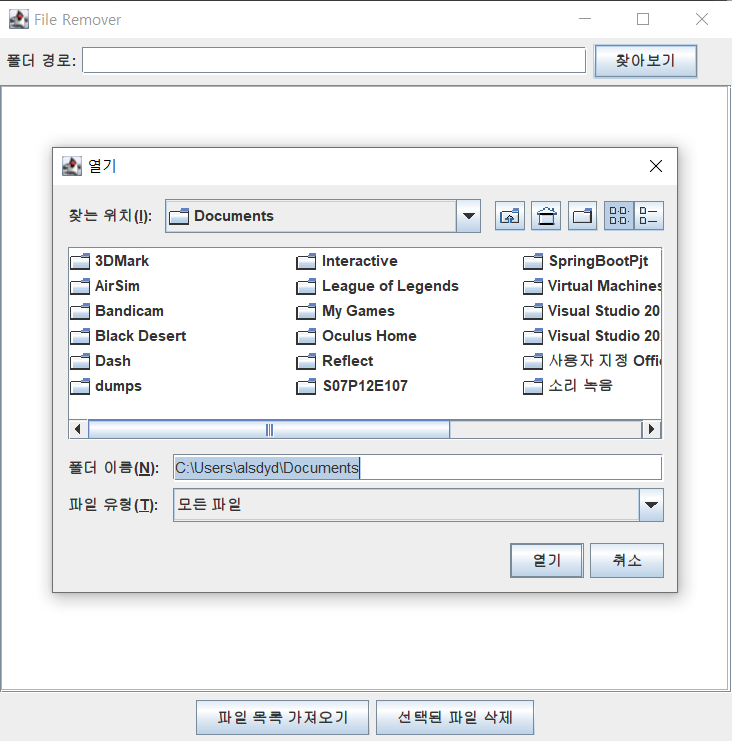 File Remover
폴더 경로:
찾아보기
열기
찾는 위치(I):
Documents
3DMark
Interactive
SpringBootPjt
AirSim
League of Legends
Virtual Machines
Bandicam
My Games
Visual Studio 20
Black Desert
Oculus Home
Visual Studio 20
Dash
Reflect
사용자 지정 Offi
dumps
S07P12E107
소리 녹음
폴더 이름(N):
C:\Users\alsdyd\Documents
파일 유형(T):
모든 파일
열기
취소
파일 목록 가져오기
선택된 파일 삭제